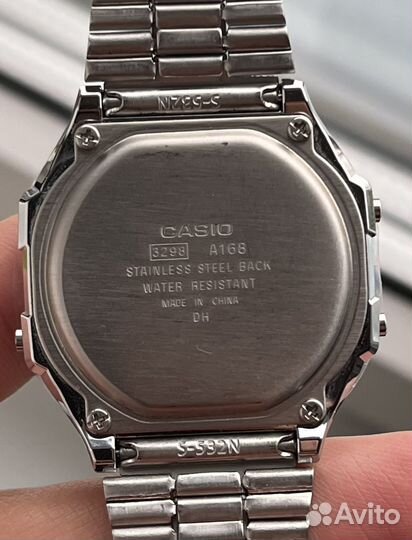 S-532N
CASIO
3298 A168
STAINLESS STEEL BACK
WATER RESISTANT
MADE IN CHINA
DH
S-532N
Avito